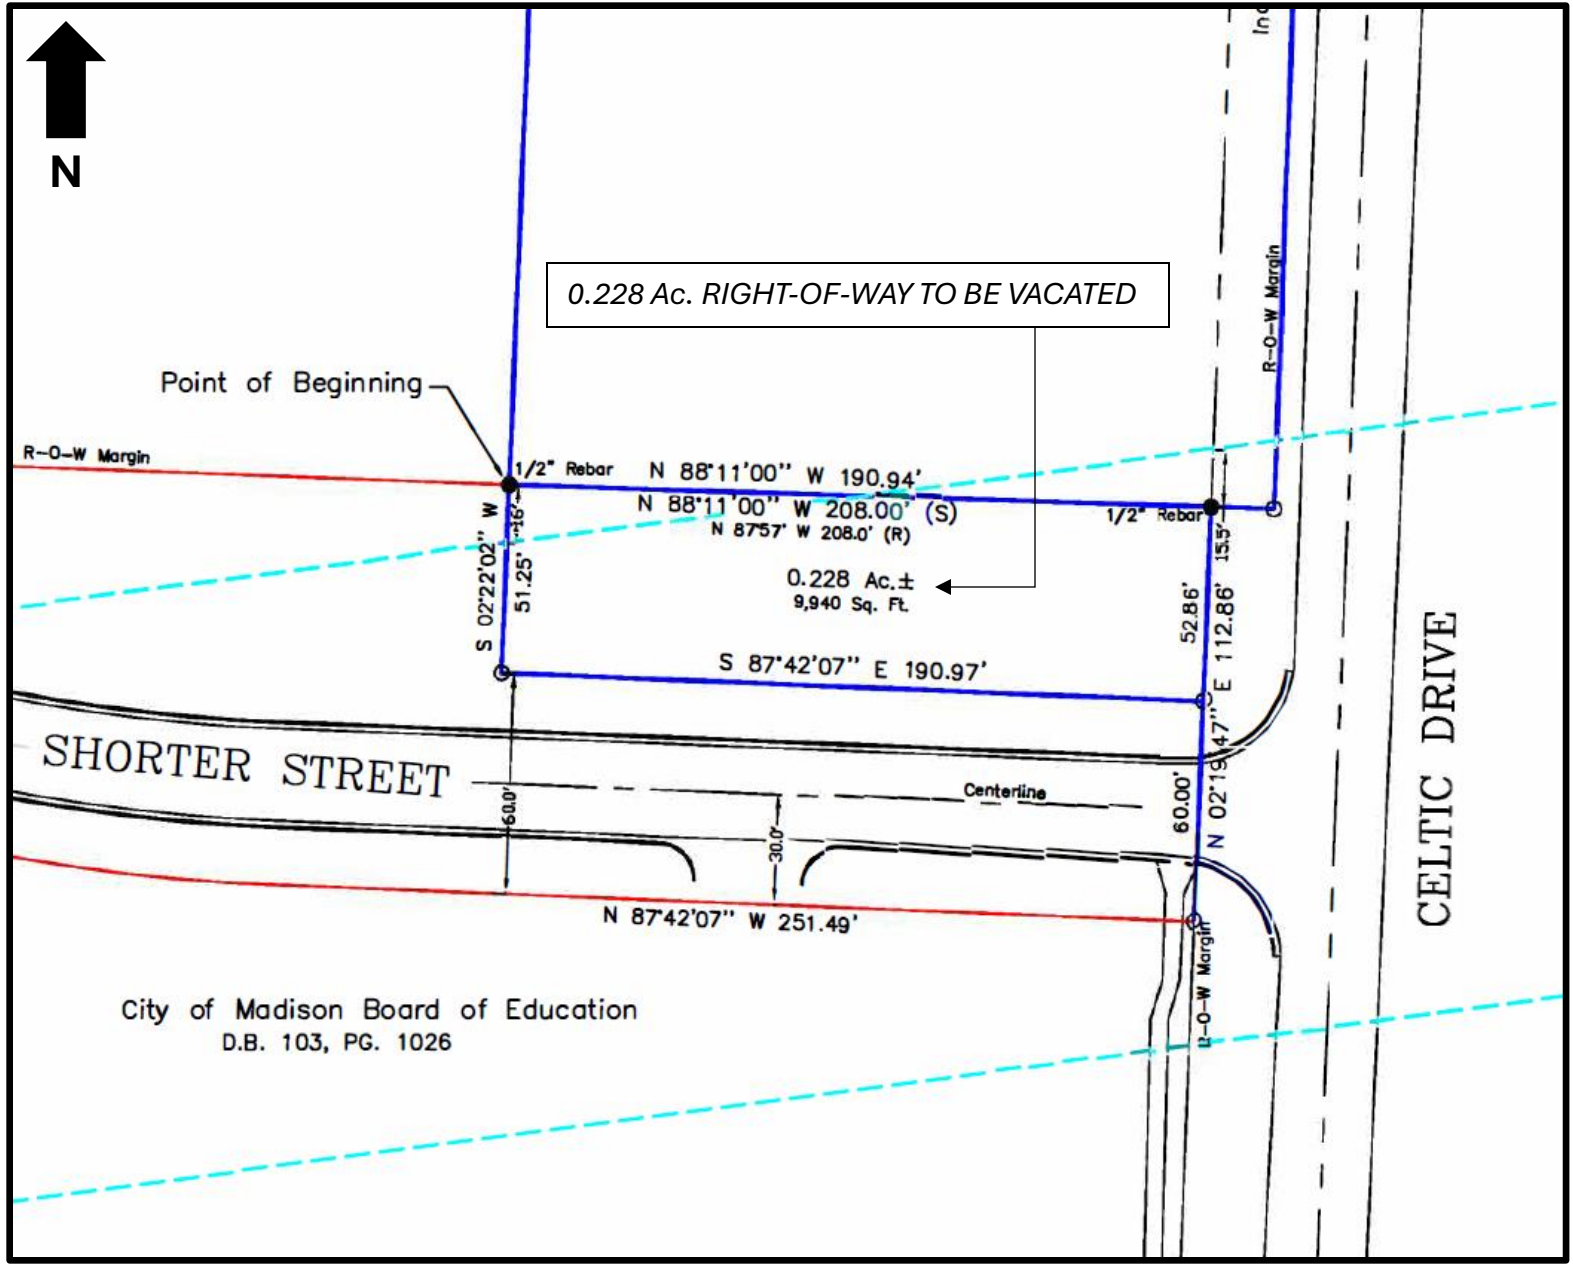 N
Inc
0.228 Ac. RIGHT-OF-WAY TO BE VACATED
R-O-W Margin
Point of Beginning
R-O-W Margin
1/2" Rebar
N 88°11'00" W 190.94'
N 88°11'00" W 208.00' (S)
N 87°57' W 208.0' (R)
1/2" Rebar
S 02°22'02" W
51.25'
16'
15.5'
0.228 Ac.±
9,940 Sq. Ft.
52.86'
N 02°19'47" E 112.86'
S 87°42'07" E 190.97'
SHORTER STREET
Centerline
60.0'
30.0'
60.00'
CELTIC DRIVE
N 87°42'07" W 251.49'
R-O-W Margin
City of Madison Board of Education
D.B. 103, PG. 1026